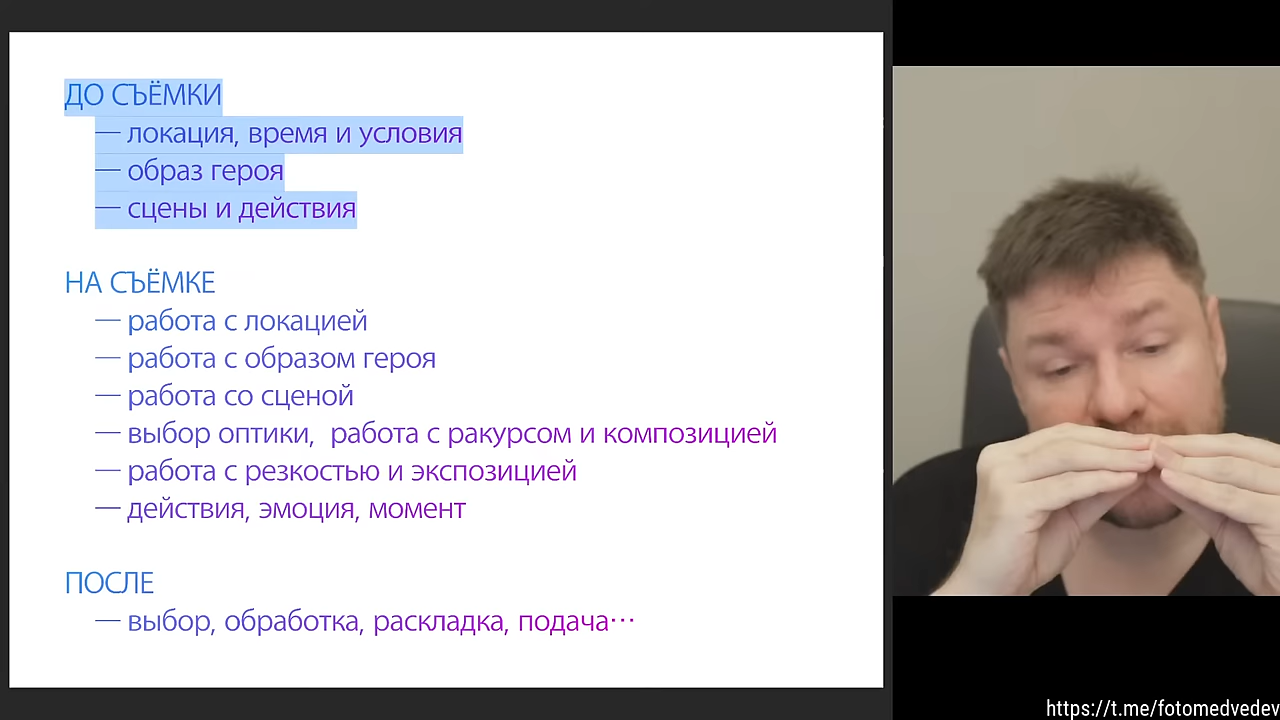 ДО СЪЁМКИ
— локация, время и условия
— образ героя
— сцены и действия
НА СЪЁМКЕ
— работа с локацией
— работа с образом героя
— работа со сценой
— выбор оптики,  работа с ракурсом и композицией
— работа с резкостью и экспозицией
— действия, эмоция, момент
ПОСЛЕ
— выбор, обработка, раскладка, подача…
https://t.me/fotomedvedev